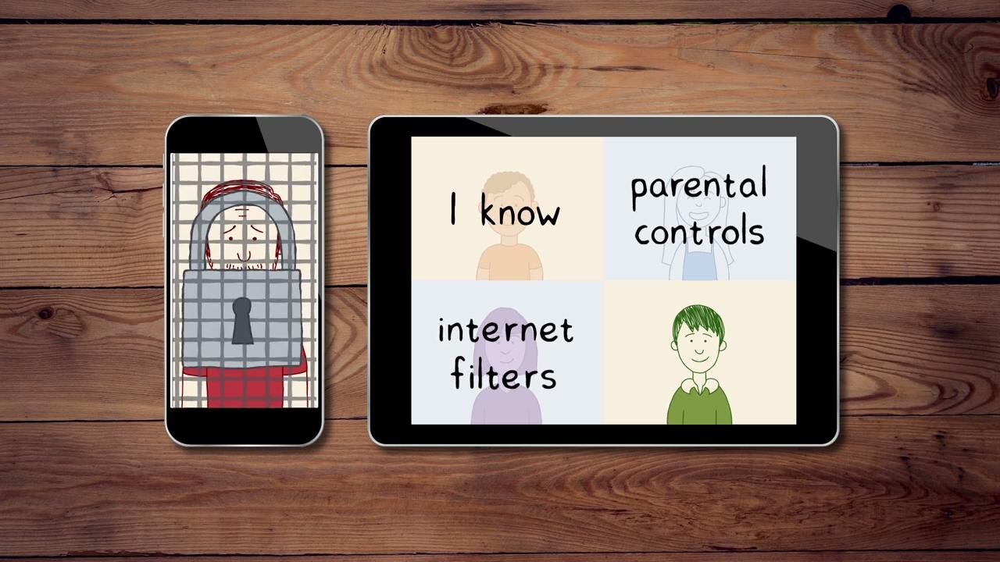 I know
parental
controls
internet
filters